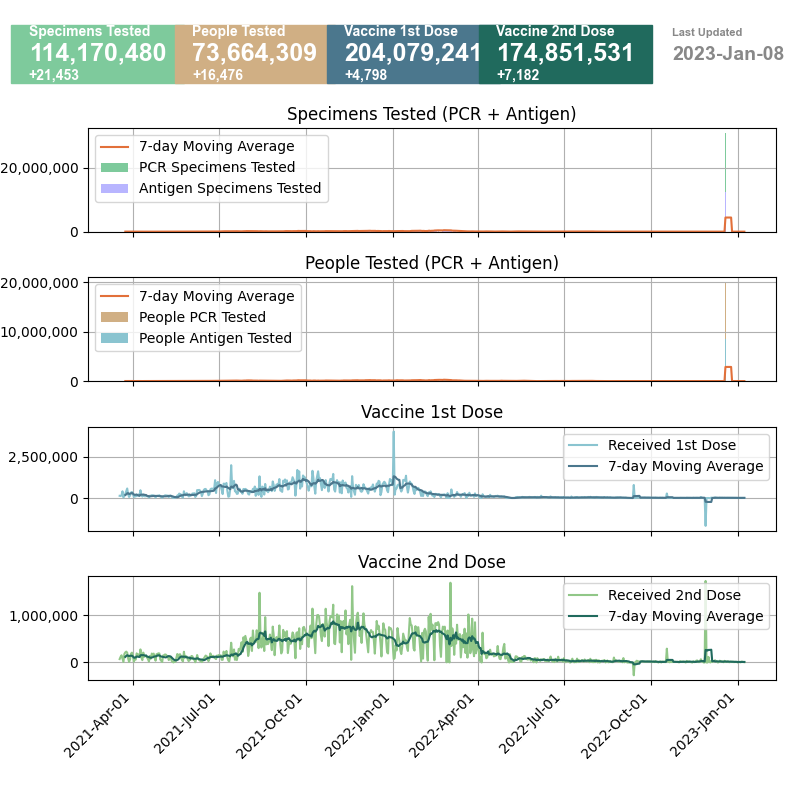 Specimens Tested
114,170,480
+21,453
People Tested
73,664,309
+16,476
Vaccine 1st Dose
204,079,241
+4,798
Vaccine 2nd Dose
174,851,531
+7,182
Last Updated
2023-Jan-08
Specimens Tested (PCR + Antigen)
7-day Moving Average
PCR Specimens Tested
Antigen Specimens Tested
20,000,000
0
People Tested (PCR + Antigen)
7-day Moving Average
People PCR Tested
People Antigen Tested
20,000,000
10,000,000
0
Vaccine 1st Dose
Received 1st Dose
7-day Moving Average
2,500,000
0
Vaccine 2nd Dose
Received 2nd Dose
7-day Moving Average
1,000,000
0
2021-Apr-01
2021-Jul-01
2021-Oct-01
2022-Jan-01
2022-Apr-01
2022-Jul-01
2022-Oct-01
2023-Jan-01